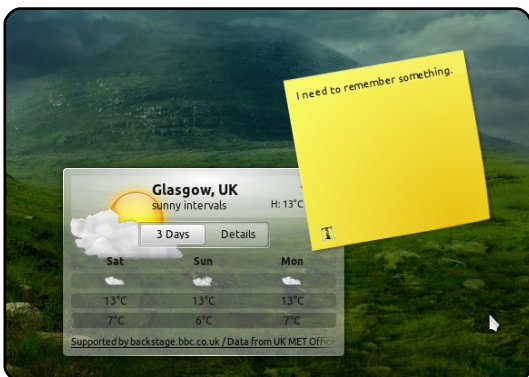 I need to remember something.
T
Glasgow, UK
sunny intervals
H: 13°C
3 Days Details
Sat Sun Mon
13°C 13°C 13°C
7°C 6°C 7°C
Supported by backstage.bbc.co.uk / Data from UK MET Office